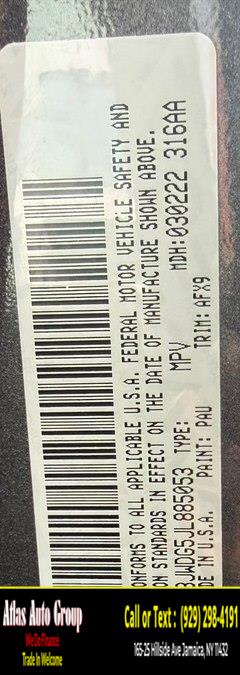 ONFORMS TO ALL APPLICABLE U.S.A. FEDERAL MOTOR VEHICLE SAFETY AND
ON STANDARDS IN EFFECT ON THE DATE OF MANUFACTURE SHOWN ABOVE.
3JWDG5JL885053 TYPE: MPV MDH:030222 316AA
DE IN U.S.A. PAINT: PAU TRIM: AFX9
Atlas Auto Group
We Do Finance
Trade In Welcome
Call or Text : (929) 298-4191
165-25 Hillside Ave Jamaica, NY 11432